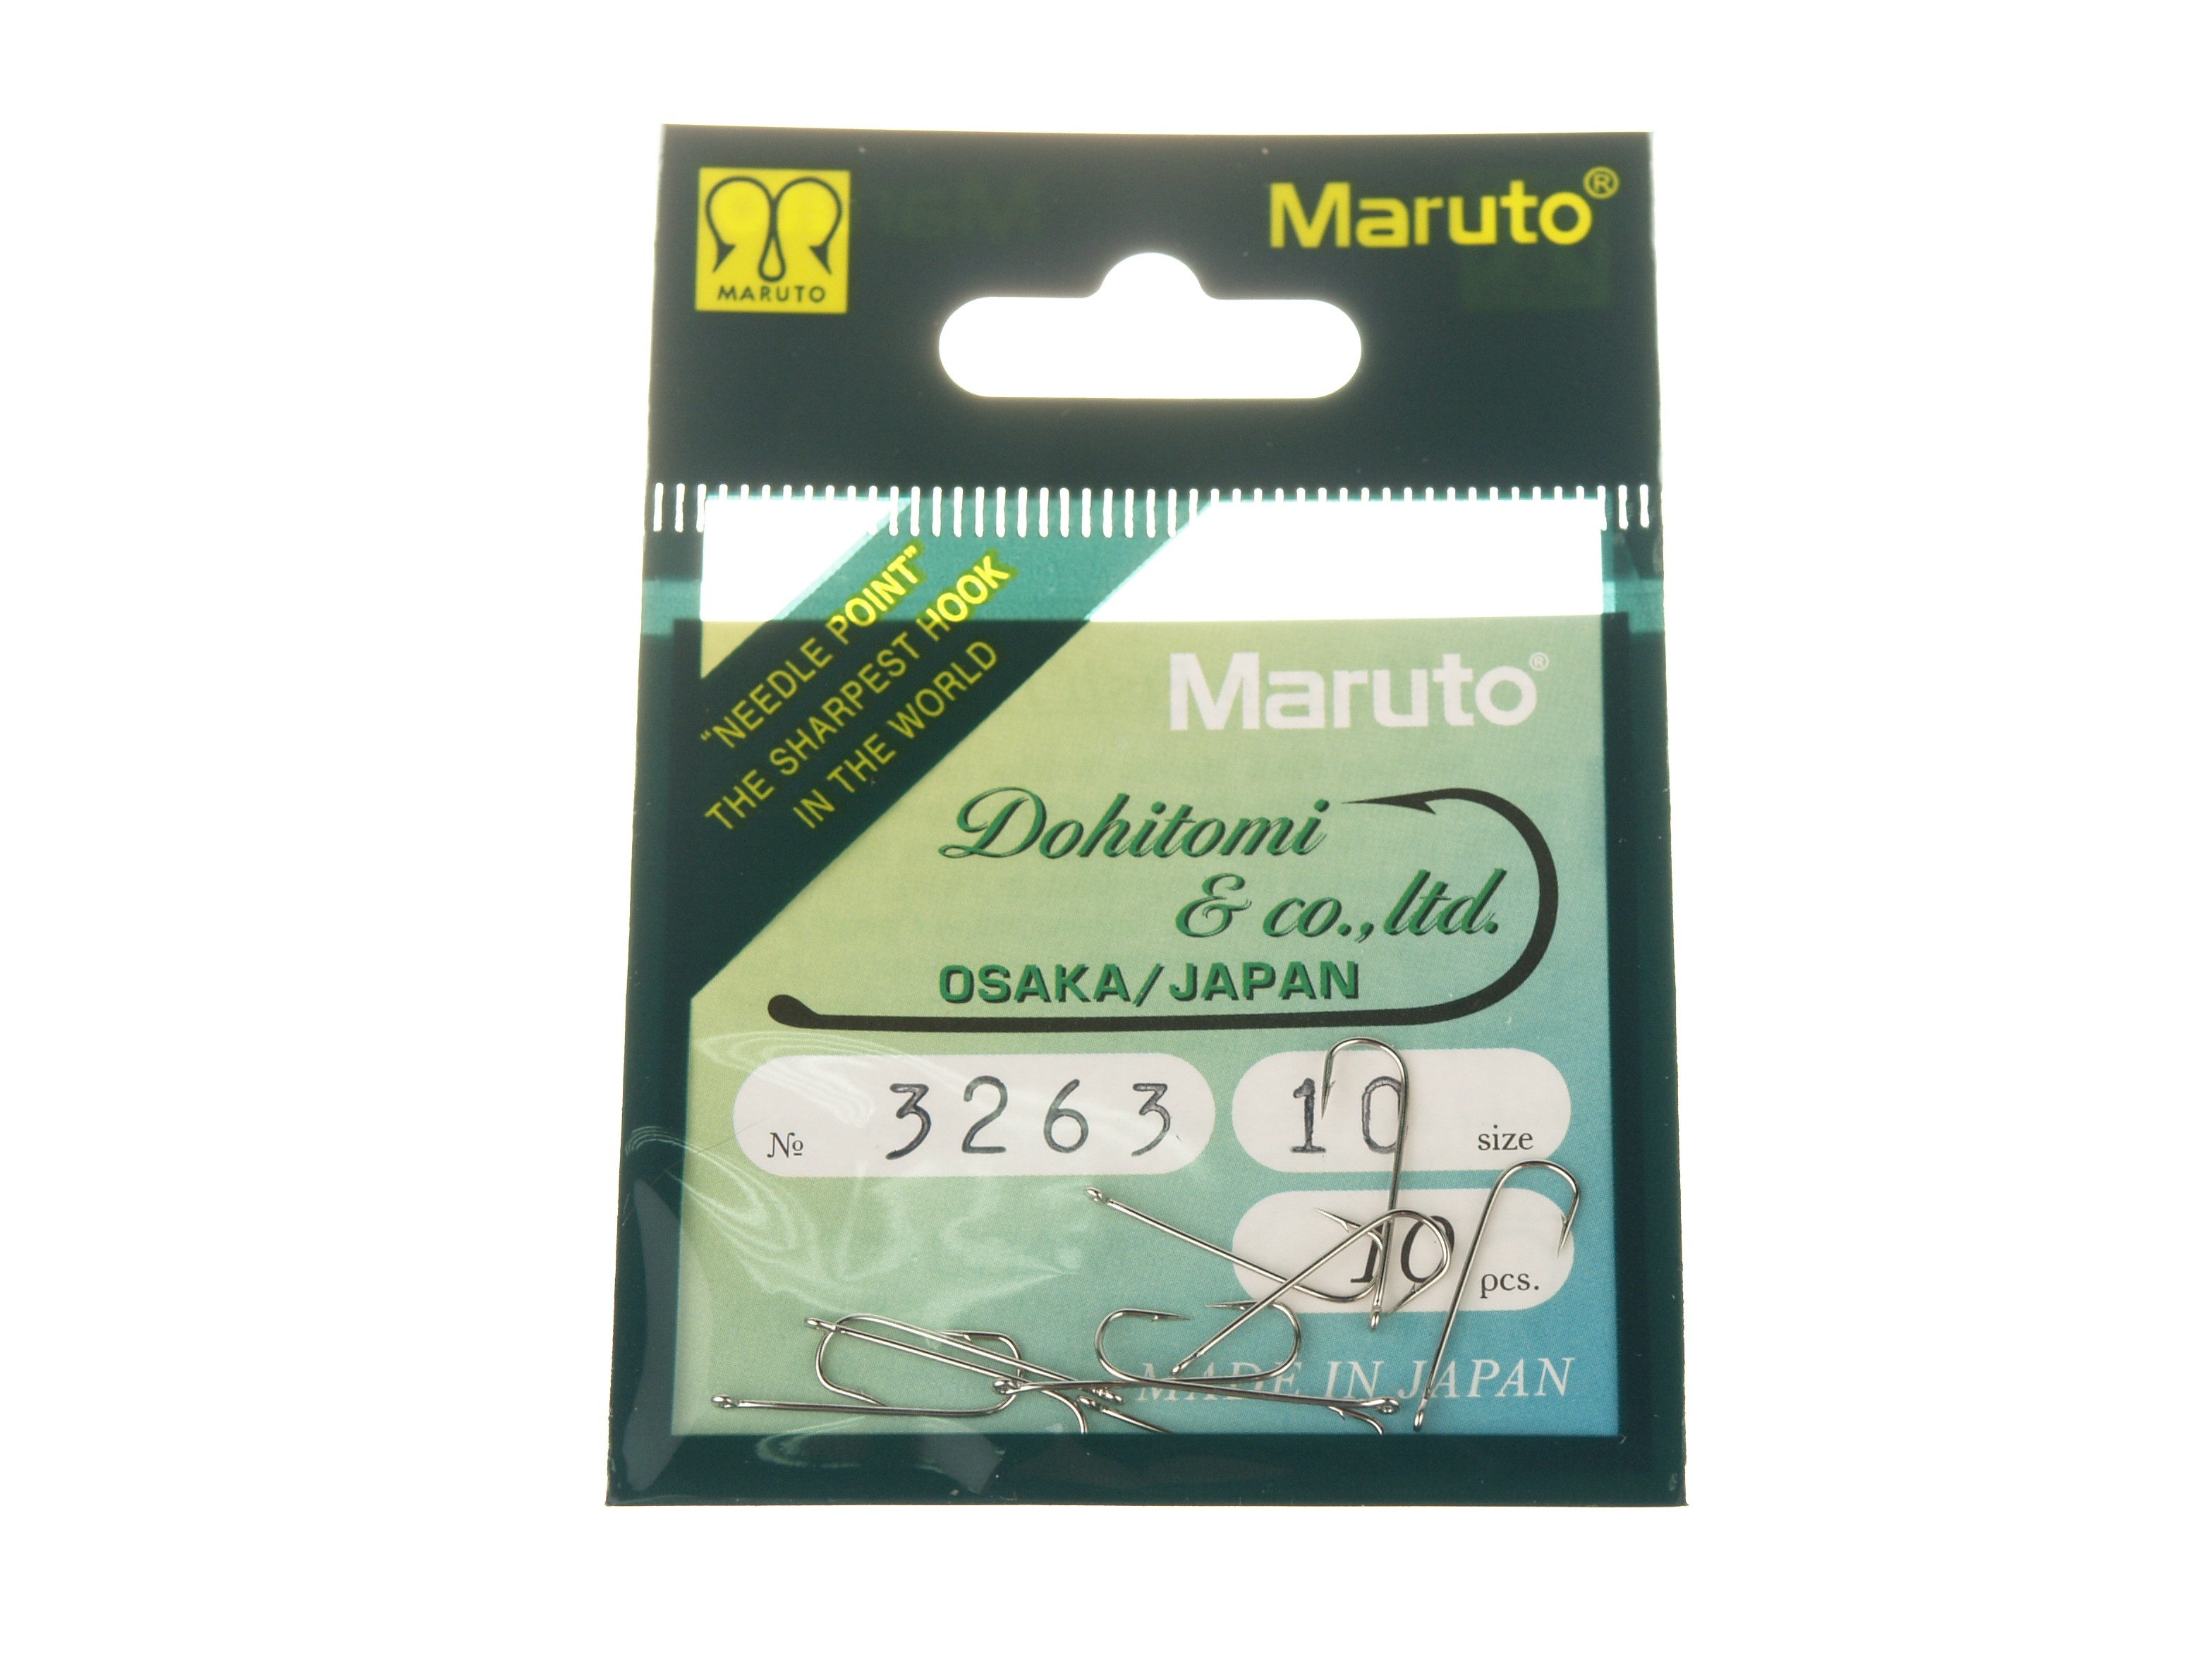 MARUTO
Maruto®
"NEEDLE POINT"
THE SHARPEST HOOK
IN THE WORLD
Maruto®
Dohitomi
& co., ltd.
OSAKA/JAPAN
№ 3263
10 size
10 pcs.
MADE IN JAPAN